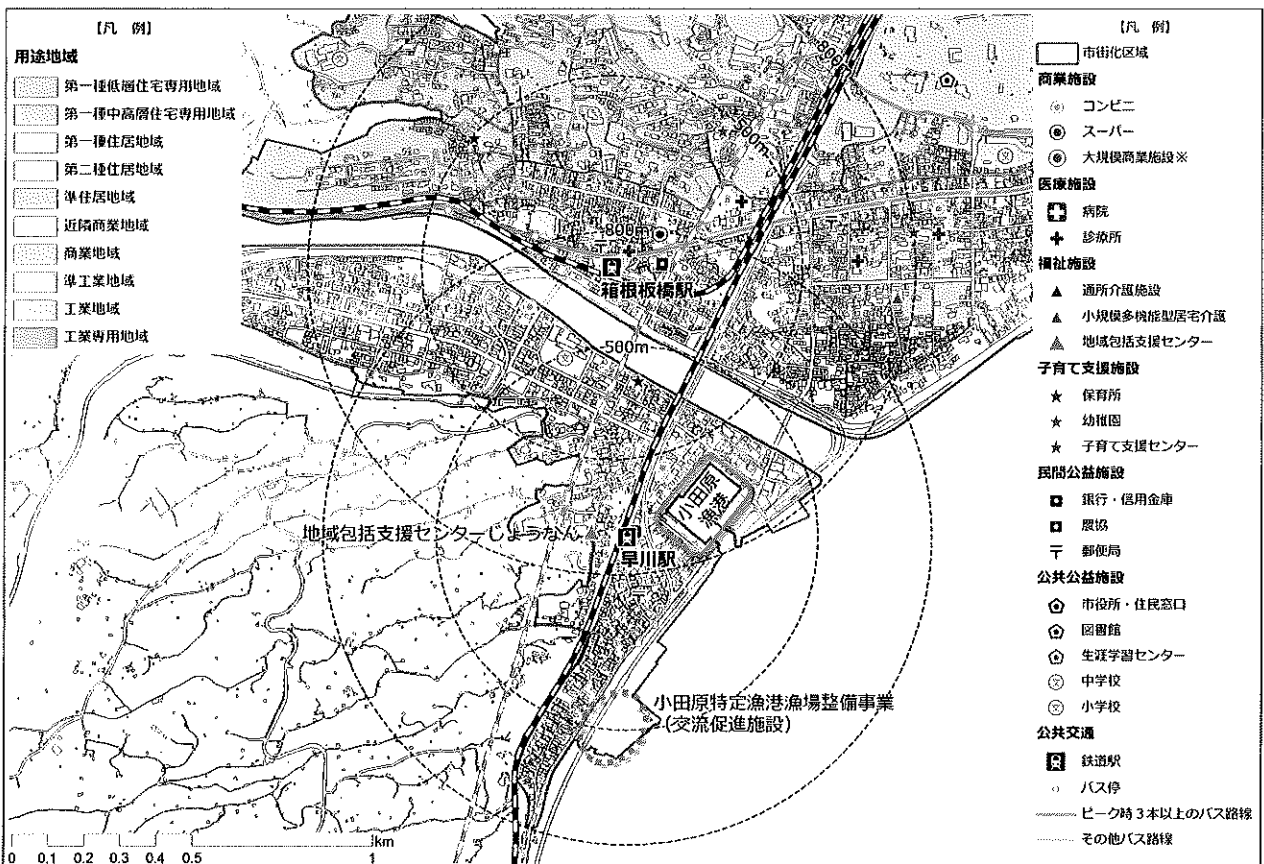 【凡 例】
用途地域
第一種低層住宅専用地域
第一種中高層住宅専用地域
第一種住居地域
第二種住居地域
準住居地域
近隣商業地域
商業地域
準工業地域
工業地域
工業専用地域
800m
500m
800m
箱根板橋駅
500m
小田原
漁港
地域包括支援センターじょうなん
早川駅
小田原特定漁港漁場整備事業
(交流促進施設)
0 0.1 0.2 0.3 0.4 0.5 1
km
【凡 例】
市街化区域
商業施設
コンビニ
スーパー
大規模商業施設※
医療施設
病院
診療所
福祉施設
通所介護施設
小規模多機能型居宅介護
地域包括支援センター
子育て支援施設
保育所
幼稚園
子育て支援センター
民間公益施設
銀行・信用金庫
農協
郵便局
公共公益施設
市役所・住民窓口
図書館
生涯学習センター
中学校
小学校
公共交通
鉄道駅
バス停
ピーク時3本以上のバス路線
その他バス路線